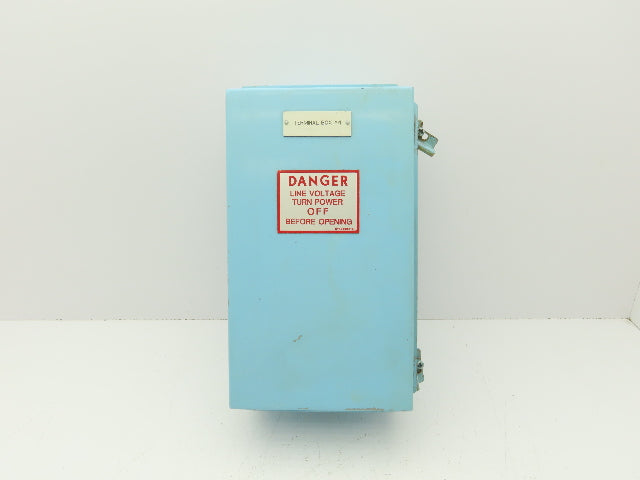 TERMINAL BOX
DANGER
LINE VOLTAGE
TURN POWER
OFF
BEFORE OPENING